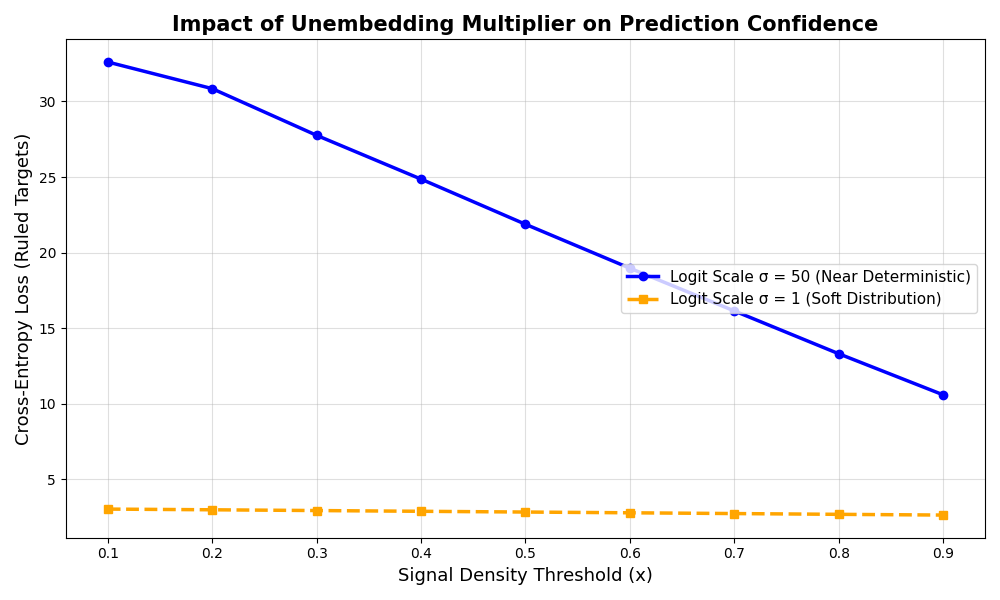 Impact of Unembedding Multiplier on Prediction Confidence
Cross-Entropy Loss (Ruled Targets)
30
25
20
15
10
5
Logit Scale σ = 50 (Near Deterministic)
Logit Scale σ = 1 (Soft Distribution)
0.1 0.2 0.3 0.4 0.5 0.6 0.7 0.8 0.9
Signal Density Threshold (x)